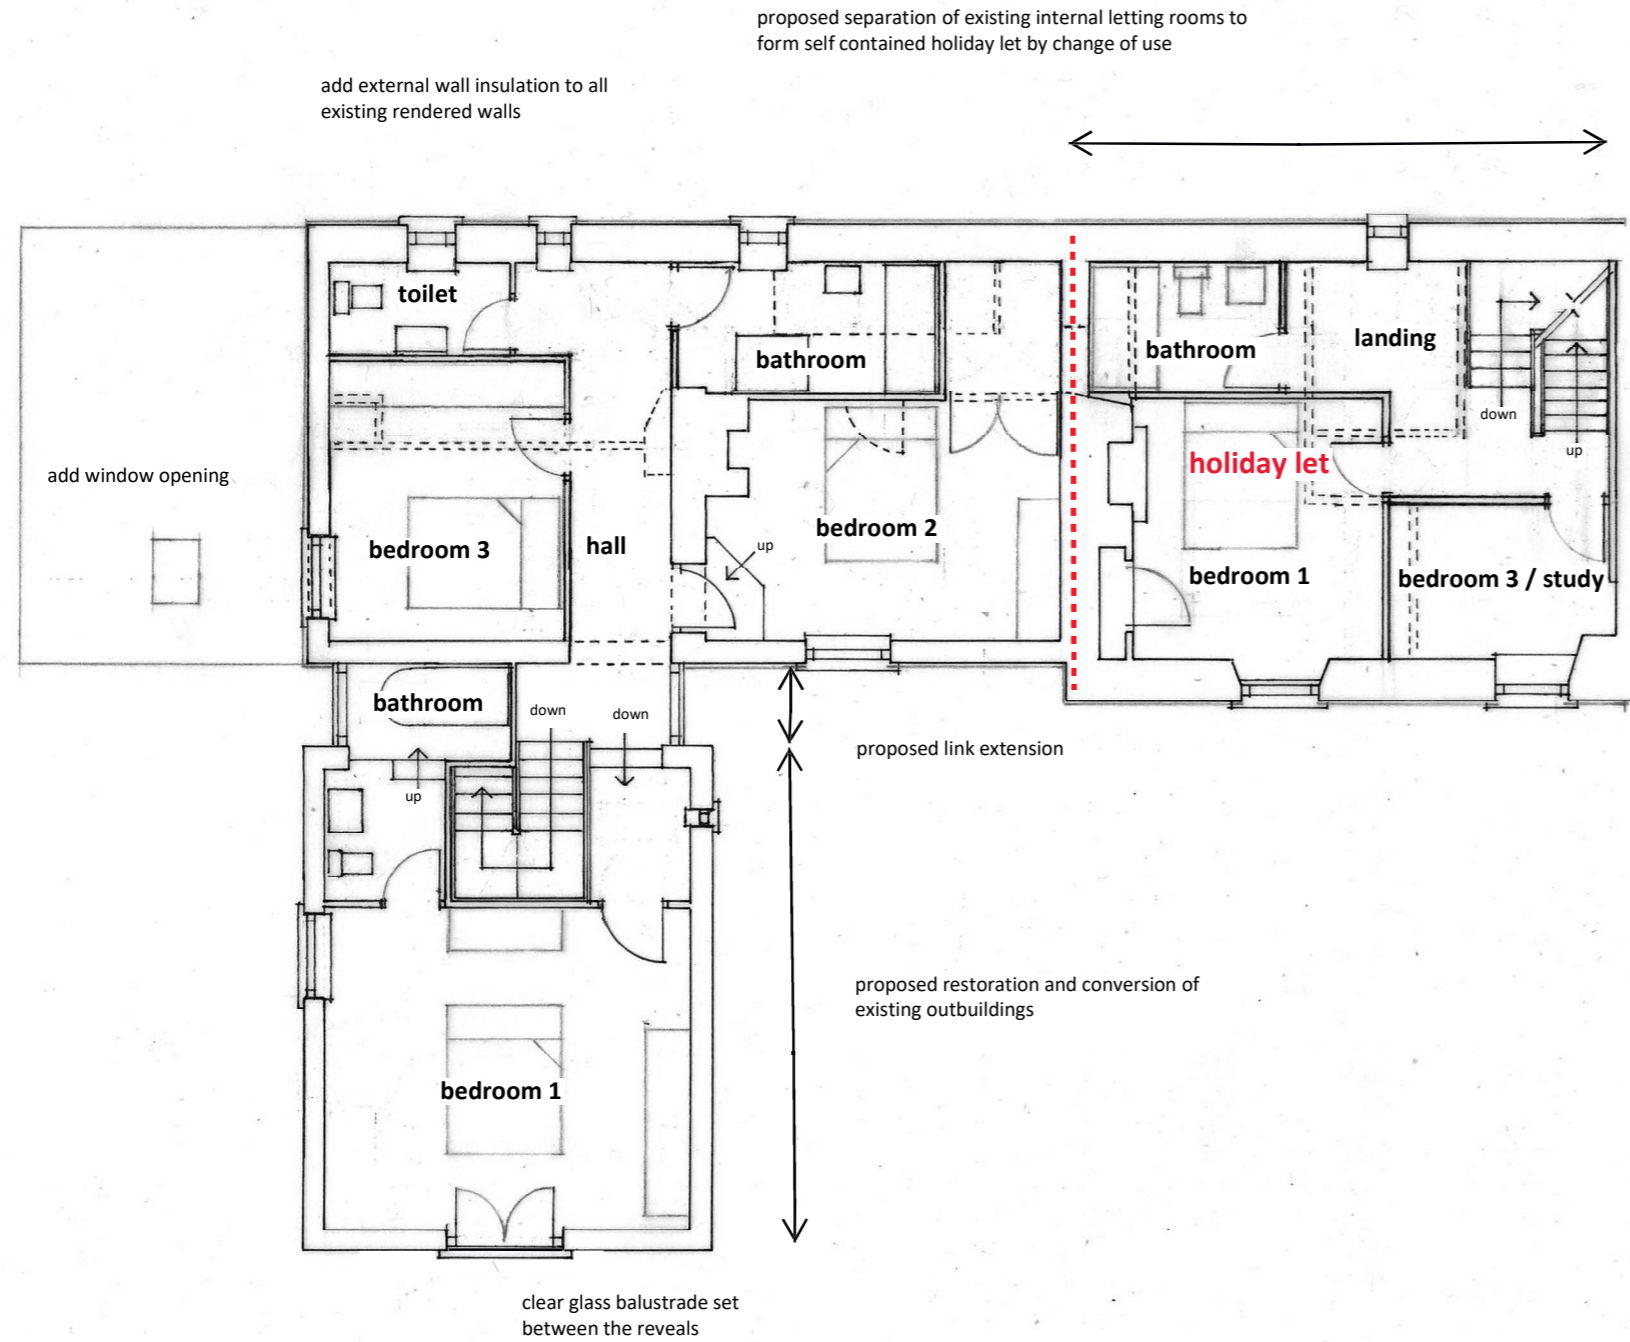 proposed separation of existing internal letting rooms to
form self contained holiday let by change of use
add external wall insulation to all
existing rendered walls
toilet
bathroom
bathroom
landing
down
up
add window opening
holiday let
bedroom 3
hall
bedroom 2
up
bedroom 1
bedroom 3 / study
bathroom
down
down
up
proposed link extension
proposed restoration and conversion of
existing outbuildings
bedroom 1
clear glass balustrade set
between the reveals